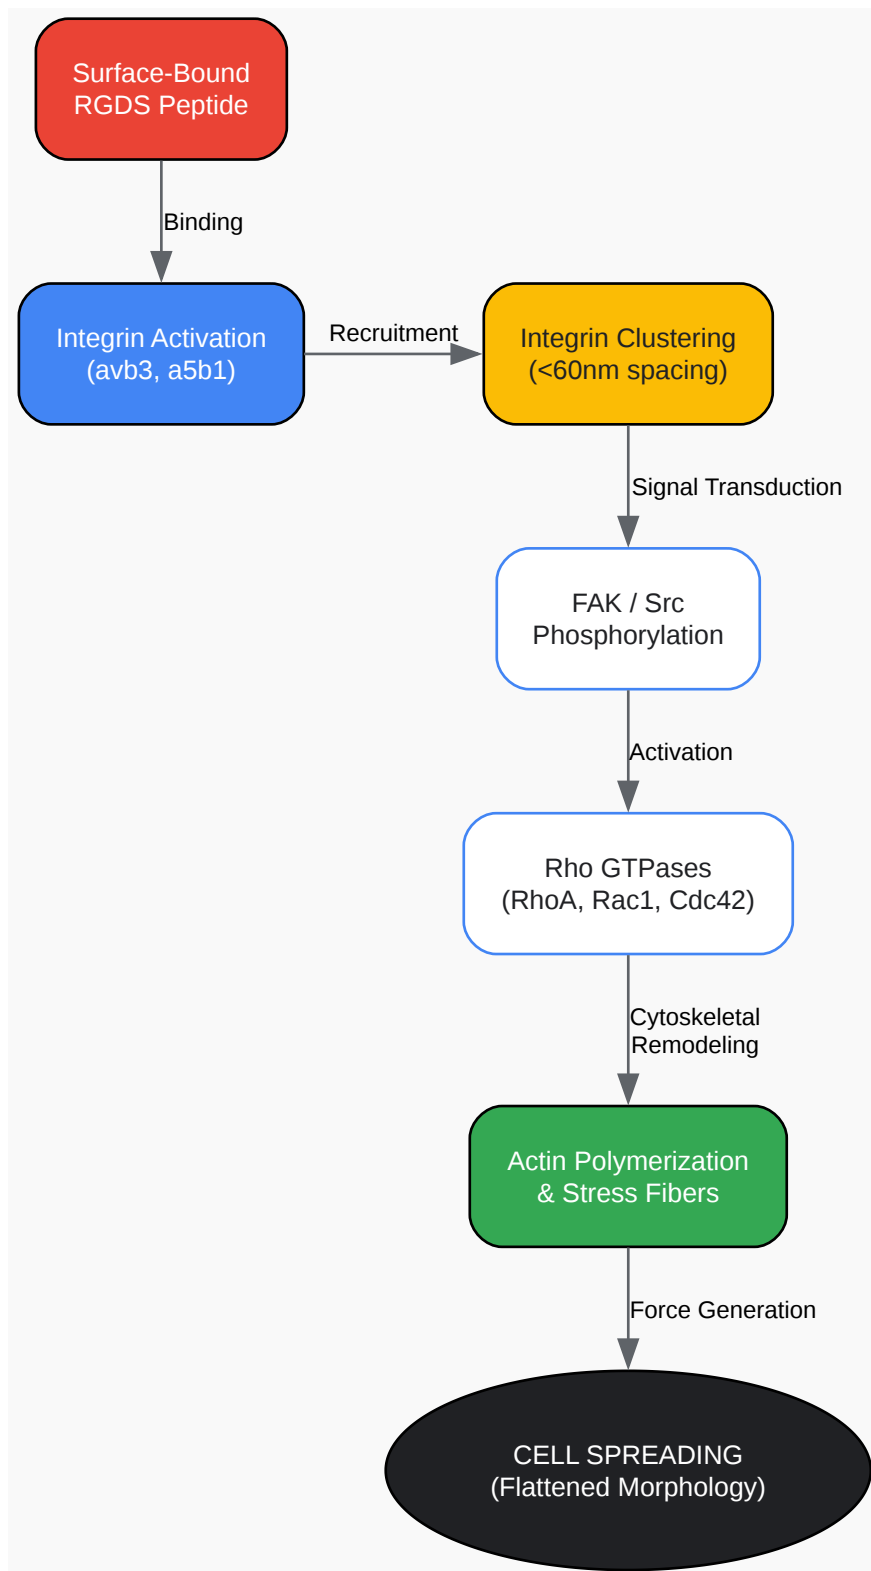 Surface-Bound
RGDS Peptide
Binding
Integrin Activation
(avb3, a5b1)
Recruitment
Integrin Clustering
(<60nm spacing)
Signal Transduction
FAK / Src
Phosphorylation
Activation
Rho GTPases
(RhoA, Rac1, Cdc42)
Cytoskeletal
Remodeling
Actin Polymerization
& Stress Fibers
Force Generation
CELL SPREADING
(Flattened Morphology)